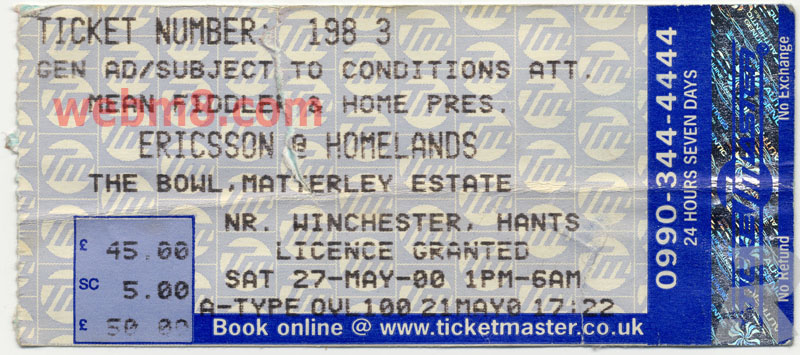 TICKET NUMBER: 198 3
GEN AD/SUBJECT TO CONDITIONS ATT.
webm8.com
MEAN FIDDLER & HOME PRES.
ERICSSON @ HOMELANDS
THE BOWL, MATTERLEY ESTATE
NR. WINCHESTER, HANTS
LICENCE GRANTED
SAT 27-MAY-00 1PM-6AM
A-TYPE OVL100 21MAY0 17:22
£ 45.00
SC 5.00
£ 50.00
Book online @ www.ticketmaster.co.uk
0990-344-4444
24 HOURS SEVEN DAYS
No Refund No Exchange